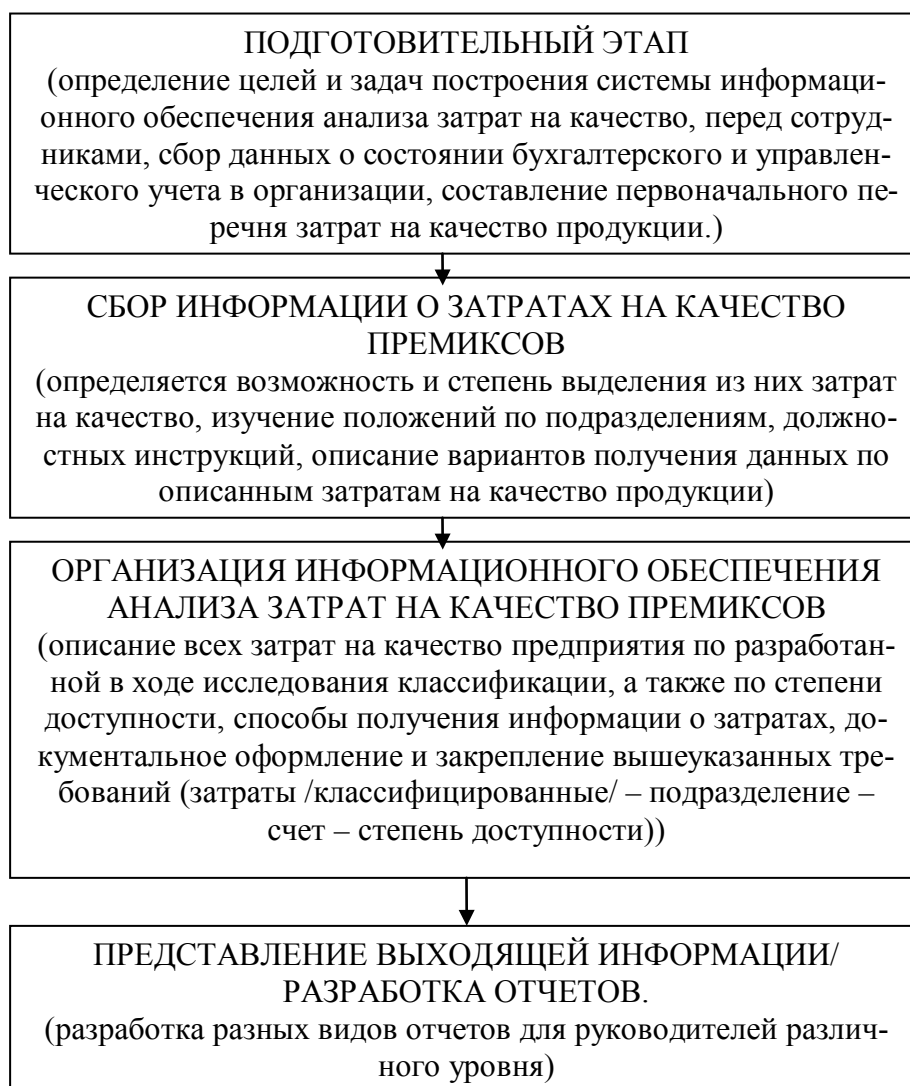 ПОДГОТОВИТЕЛЬНЫЙ ЭТАП
(определение целей и задач построения системы информаци-
онного обеспечения анализа затрат на качество, перед сотруд-
никами, сбор данных о состоянии бухгалтерского и управлен-
ческого учета в организации, составление первоначального пе-
речня затрат на качество продукции.)
СБОР ИНФОРМАЦИИ О ЗАТРАТАХ НА КАЧЕСТВО
ПРЕМИКСОВ
(определяется возможность и степень выделения из них затрат
на качество, изучение положений по подразделениям, должно-
стных инструкций, описание вариантов получения данных по
описанным затратам на качество продукции)
ОРГАНИЗАЦИЯ ИНФОРМАЦИОННОГО ОБЕСПЕЧЕНИЯ
АНАЛИЗА ЗАТРАТ НА КАЧЕСТВО ПРЕМИКСОВ
(описание всех затрат на качество предприятия по разработан-
ной в ходе исследования классификации, а также по степени
доступности, способы получения информации о затратах, до-
кументальное оформление и закрепление вышеуказанных тре-
бований (затраты /классифицированные/ – подразделение –
счет – степень доступности))
ПРЕДСТАВЛЕНИЕ ВЫХОДЯЩЕЙ ИНФОРМАЦИИ/
РАЗРАБОТКА ОТЧЕТОВ.
(разработка разных видов отчетов для руководителей различ-
ного уровня)